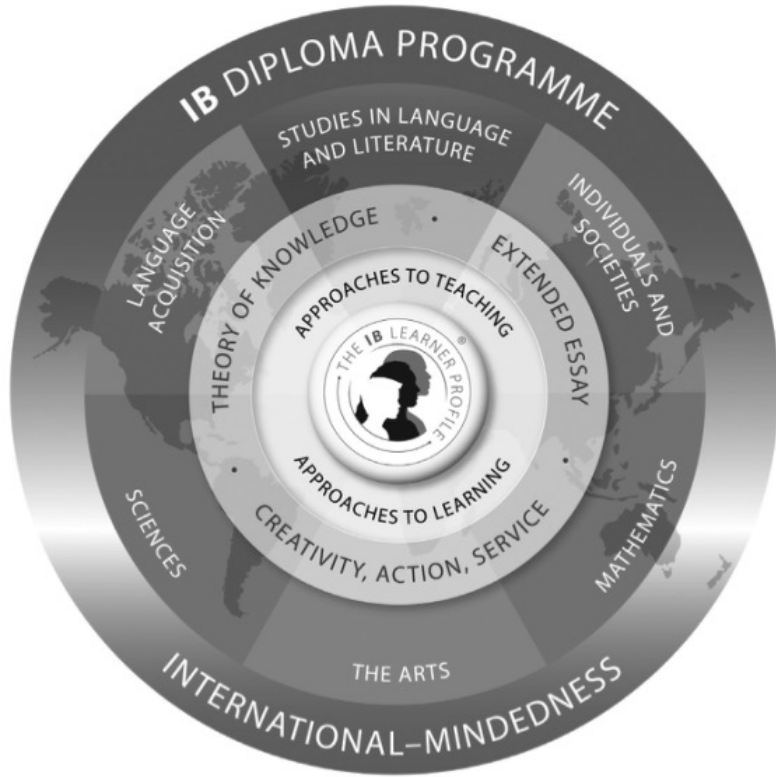 IB DIPLOMA PROGRAMME
STUDIES IN LANGUAGE
AND LITERATURE
LANGUAGE
ACQUISITION
INDIVIDUALS AND
SOCIETIES
THEORY OF KNOWLEDGE
EXTENDED ESSAY
APPROACHES TO TEACHING
THE IB LEARNER PROFILE
®
APPROACHES TO LEARNING
CREATIVITY, ACTION, SERVICE
SCIENCES
MATHEMATICS
THE ARTS
INTERNATIONAL–MINDEDNESS